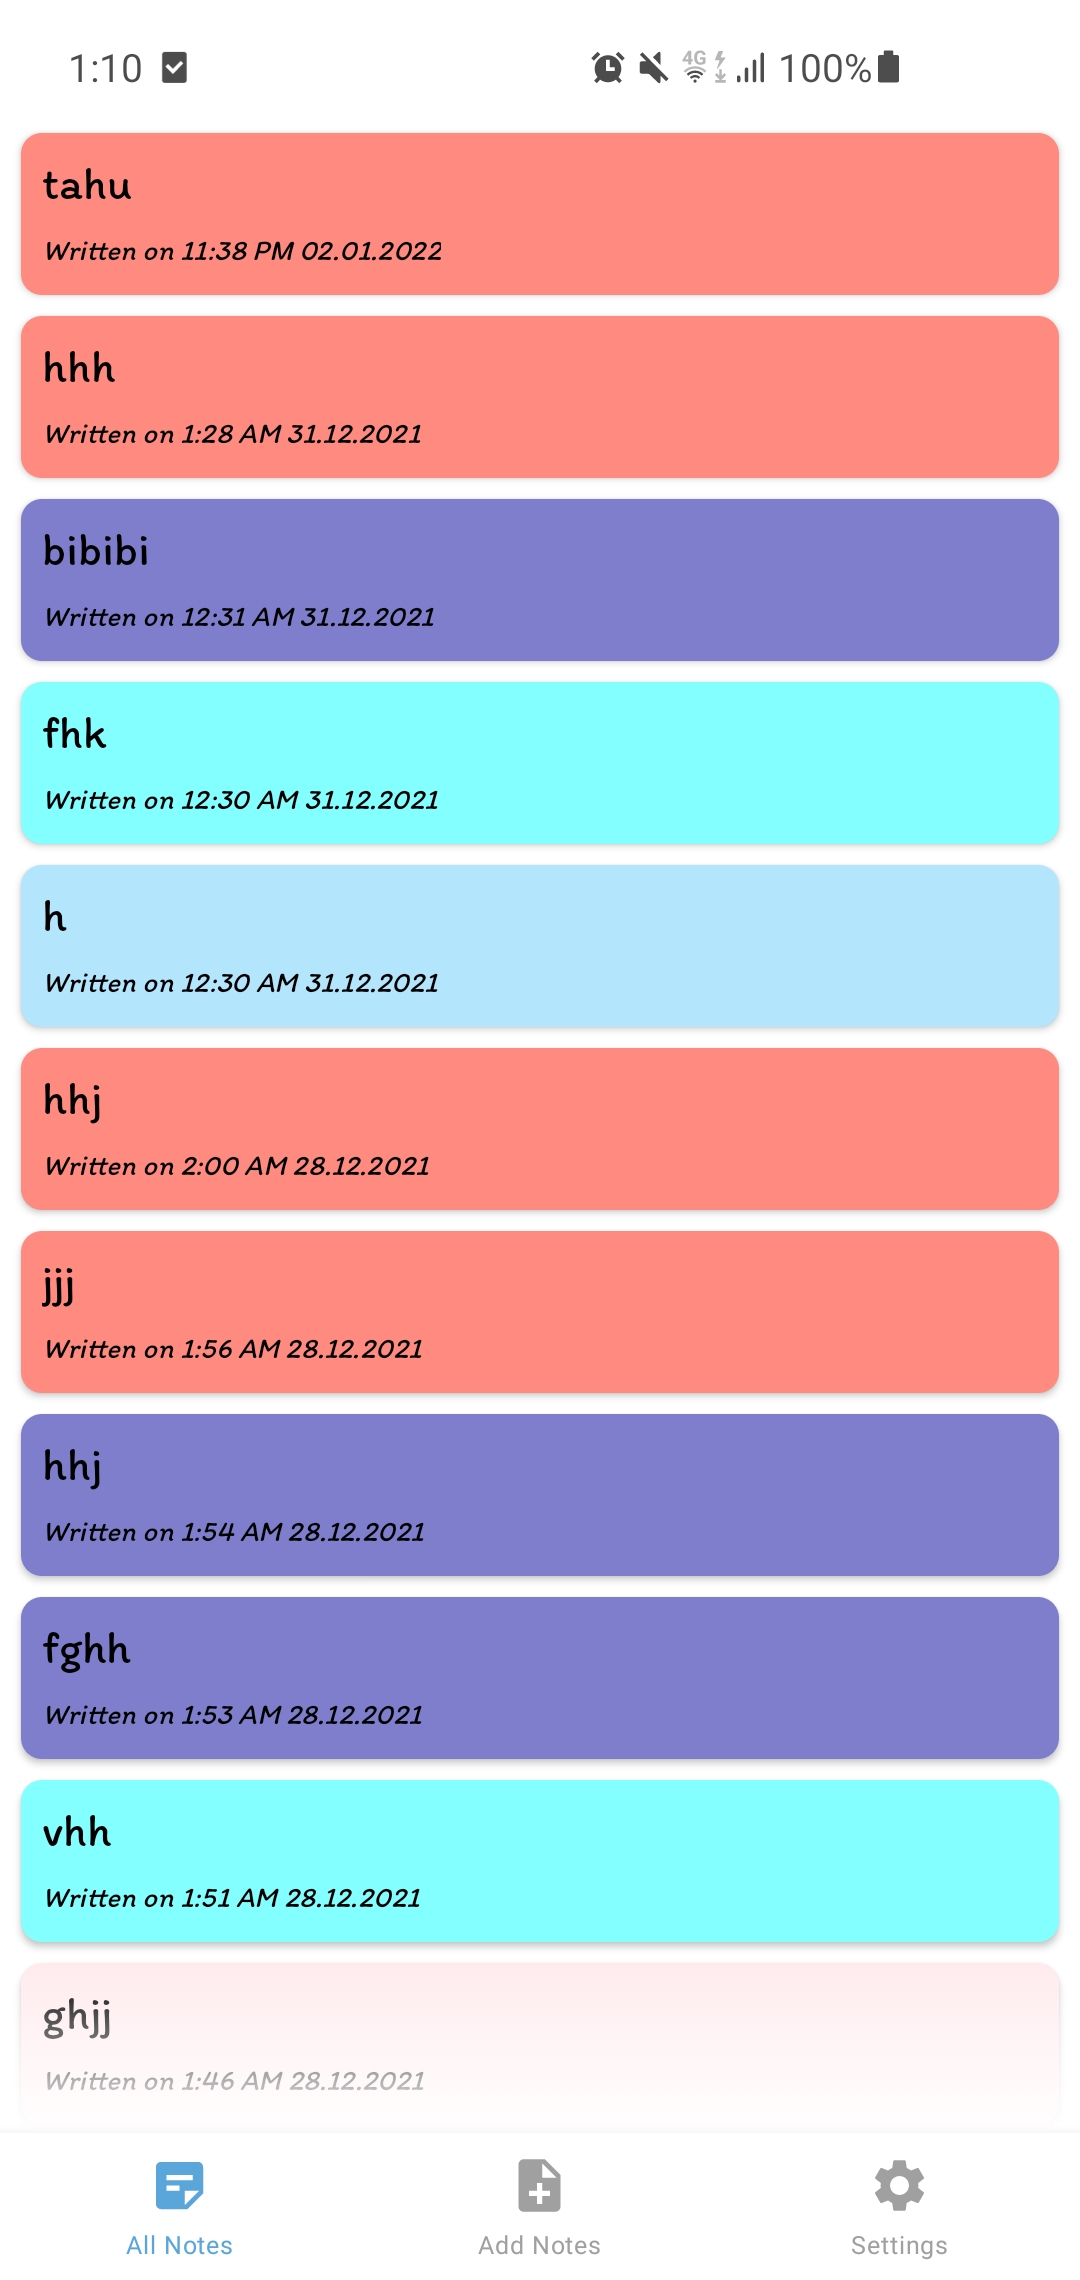 1:10
4G 100%
tahu
Written on 11:38 PM 02.01.2022
hhh
Written on 1:28 AM 31.12.2021
bibibi
Written on 12:31 AM 31.12.2021
fhk
Written on 12:30 AM 31.12.2021
h
Written on 12:30 AM 31.12.2021
hhj
Written on 2:00 AM 28.12.2021
jjj
Written on 1:56 AM 28.12.2021
hhj
Written on 1:54 AM 28.12.2021
fghh
Written on 1:53 AM 28.12.2021
vhh
Written on 1:51 AM 28.12.2021
ghjj
Written on 1:46 AM 28.12.2021
All Notes
Add Notes
Settings